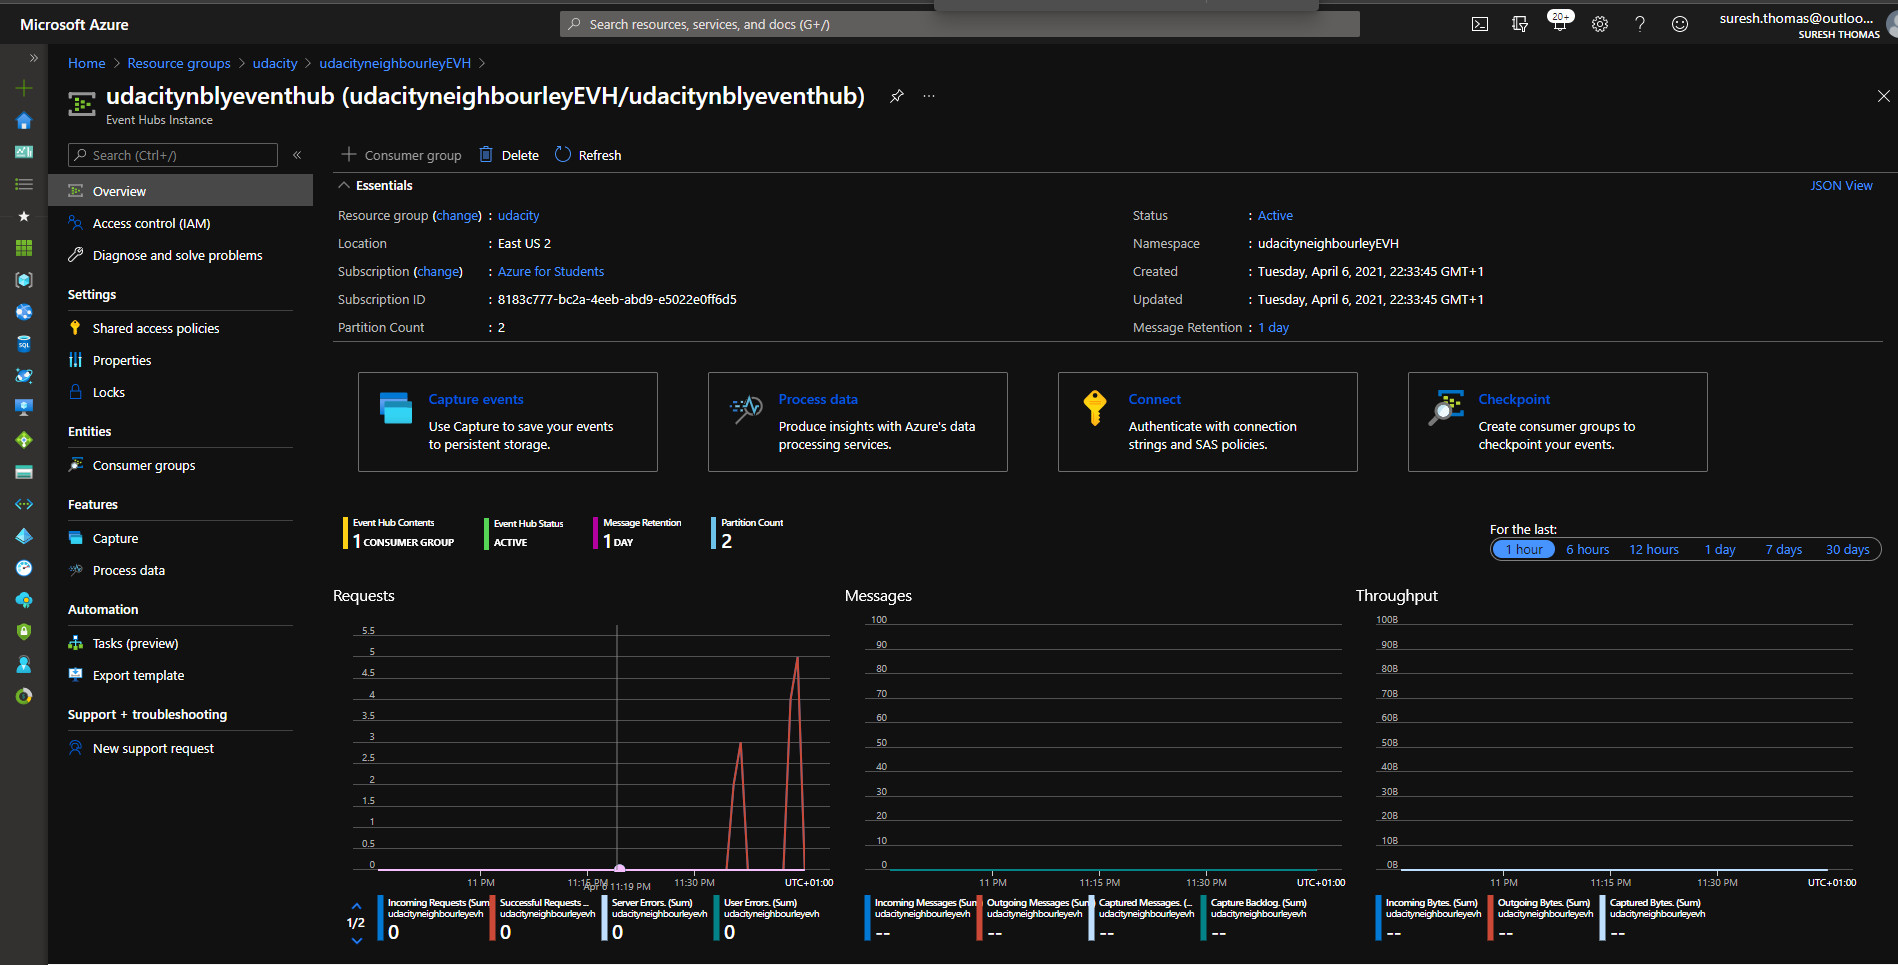 Microsoft Azure
Search resources, services, and docs (G+/)
20+
suresh.thomas@outloo...
SURESH THOMAS
Home > Resource groups > udacity > udacityneighbourleyEVH >
udacitynblyeventhub (udacityneighbourleyEVH/udacitynblyeventhub)
Event Hubs Instance
Search (Ctrl+/)
Overview
Access control (IAM)
Diagnose and solve problems
Settings
Shared access policies
Properties
Locks
Entities
Consumer groups
Features
Capture
Process data
Automation
Tasks (preview)
Export template
Support + troubleshooting
New support request
Consumer group Delete Refresh
Essentials
JSON View
Resource group (change) : udacity
Location : East US 2
Subscription (change) : Azure for Students
Subscription ID : 8183c777-bc2a-4eeb-abd9-e5022e0ff6d5
Partition Count : 2
Status : Active
Namespace : udacityneighbourleyEVH
Created : Tuesday, April 6, 2021, 22:33:45 GMT+1
Updated : Tuesday, April 6, 2021, 22:33:45 GMT+1
Message Retention : 1 day
Capture events
Use Capture to save your events
to persistent storage.
Process data
Produce insights with Azure's data
processing services.
Connect
Authenticate with connection
strings and SAS policies.
Checkpoint
Create consumer groups to
checkpoint your events.
Event Hub Contents
1 CONSUMER GROUP
Event Hub Status
ACTIVE
Message Retention
1 DAY
Partition Count
2
For the last:
1 hour 6 hours 12 hours 1 day 7 days 30 days
Requests
5.5
5
4.5
4
3.5
3
2.5
2
1.5
1
0.5
0
11 PM 11:15 PM 11:30 PM UTC+01:00
Apr 6 11:19 PM
1/2
Incoming Requests (Sum
udacityneighbourleyevh
0
Successful Requests ...
udacityneighbourleyevh
0
Server Errors. (Sum)
udacityneighbourleyevh
0
User Errors. (Sum)
udacityneighbourleyevh
0
Messages
100
90
80
70
60
50
40
30
20
10
0
11 PM 11:15 PM 11:30 PM UTC+01:00
Incoming Messages (Sum
udacityneighbourleyevh
--
Outgoing Messages (Sum
udacityneighbourleyevh
--
Captured Messages. (...
udacityneighbourleyevh
--
Capture Backlog. (Sum)
udacityneighbourleyevh
--
Throughput
100B
90B
80B
70B
60B
50B
40B
30B
20B
10B
0B
11 PM 11:15 PM 11:30 PM UTC+01:00
Incoming Bytes. (Sum)
udacityneighbourleyevh
--
Outgoing Bytes. (Sum)
udacityneighbourleyevh
--
Captured Bytes. (Sum)
udacityneighbourleyevh
--